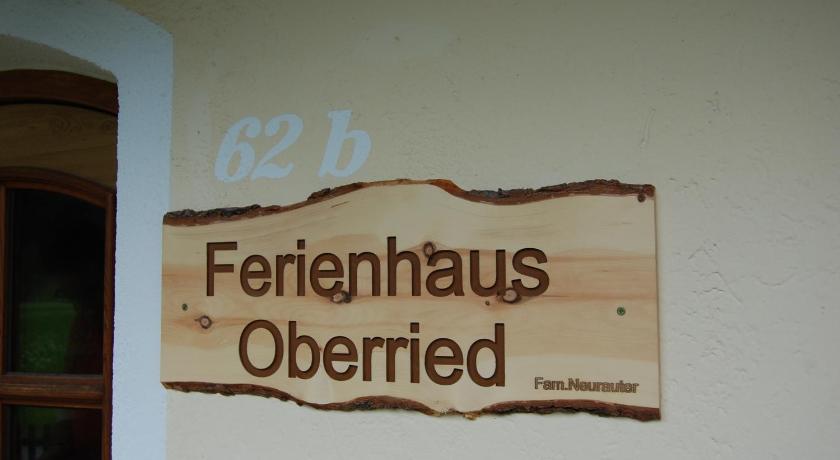 62 b
Ferienhaus
Oberried
Fam.Neurauter